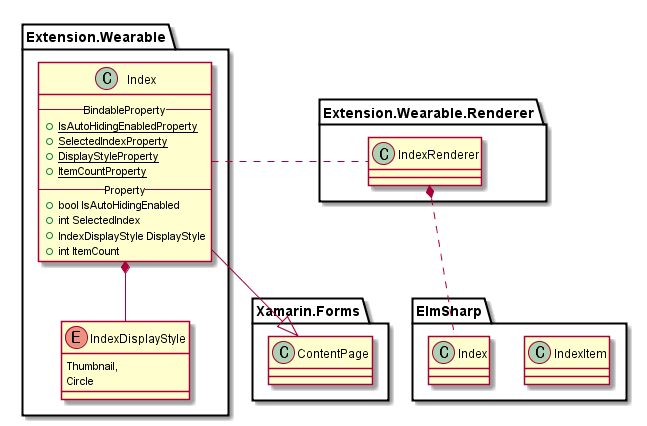 Extension.Wearable
C Index
BindableProperty
IsAutoHidingEnabledProperty
SelectedIndexProperty
DisplayStyleProperty
ItemCountProperty
Property
bool IsAutoHidingEnabled
int SelectedIndex
IndexDisplayStyle DisplayStyle
int ItemCount
E IndexDisplayStyle
Thumbnail,
Circle
Extension.Wearable.Renderer
C IndexRenderer
Xamarin.Forms
C ContentPage
ElmSharp
C Index
C IndexItem